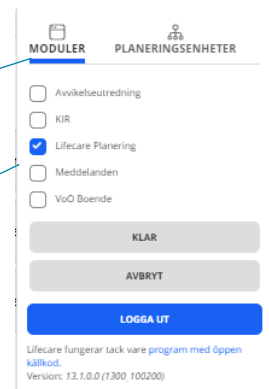 MODULER PLANERINGSENHETER
Avvikelseutredning
KIR
Lifecare Planering
Meddelanden
VoO Boende
KLAR
AVBRYT
LOGGA UT
Lifecare fungerar tack vare program med öppen
källkod.
Version: 13.1.0.0 (1300_100200)